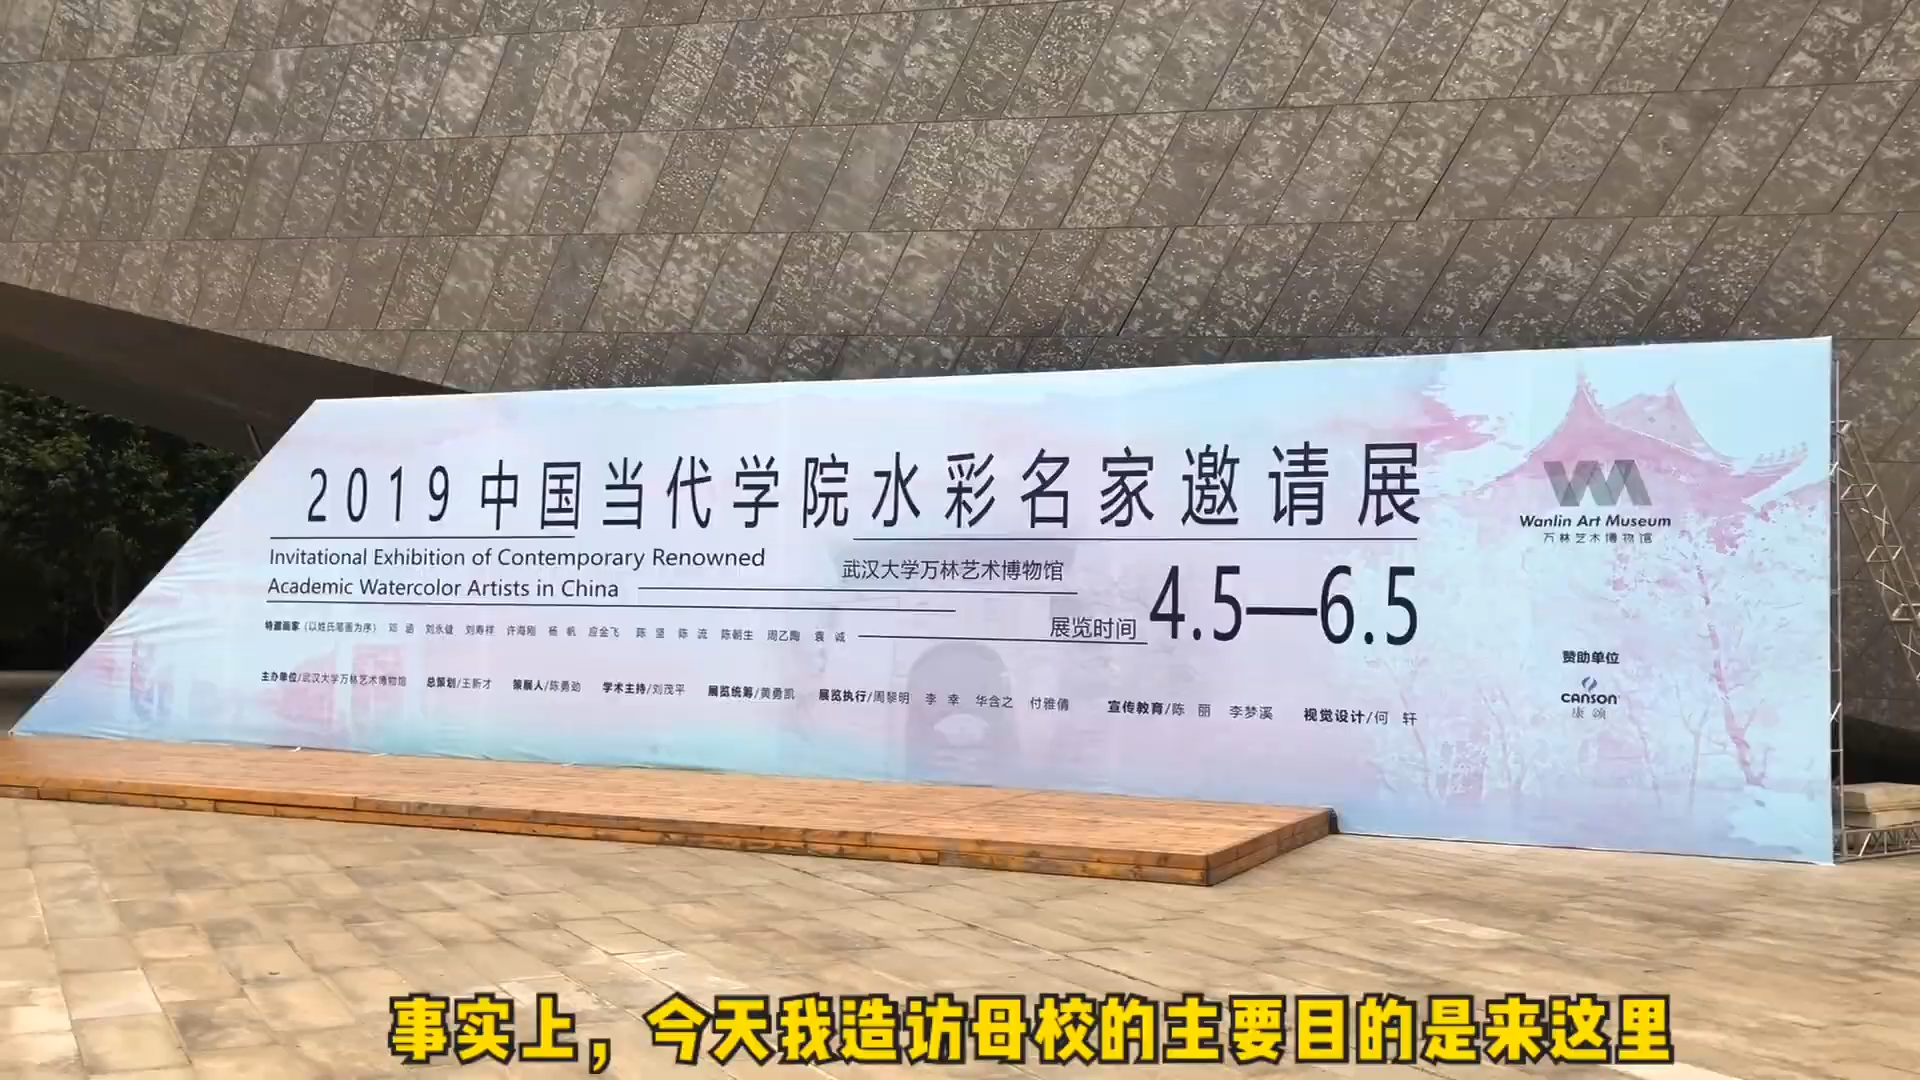 2019中国当代学院水彩名家邀请展
Invitational Exhibition of Contemporary Renowned
Academic Watercolor Artists in China
武汉大学万林艺术博物馆
展览时间 4.5—6.5
特邀画家（以姓氏笔画为序） 邓 涵 刘永健 刘寿祥 许海刚 杨 帆 应金飞 陈 坚 陈 流 陈朝生 周乙陶 袁 诚
主办单位/武汉大学万林艺术博物馆 总策划/王新才 策展人/陈勇劲 学术主持/刘茂平 展览统筹/黄勇凯 展览执行/周黎明 李 幸 华含之 付雅倩 宣传教育/陈 丽 李梦溪 视觉设计/何 轩
Wanlin Art Museum
万林艺术博物馆
赞助单位
CANSON
康颂
事实上，今天我造访母校的主要目的是来这里